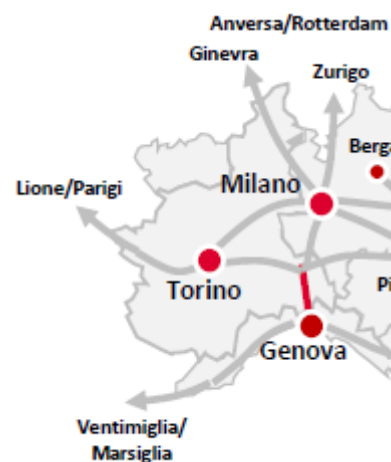 Anversa/Rotterdam
Ginevra
Zurigo
Milano
Lione/Parigi
Torino
Genova
Ventimiglia/
Marsiglia